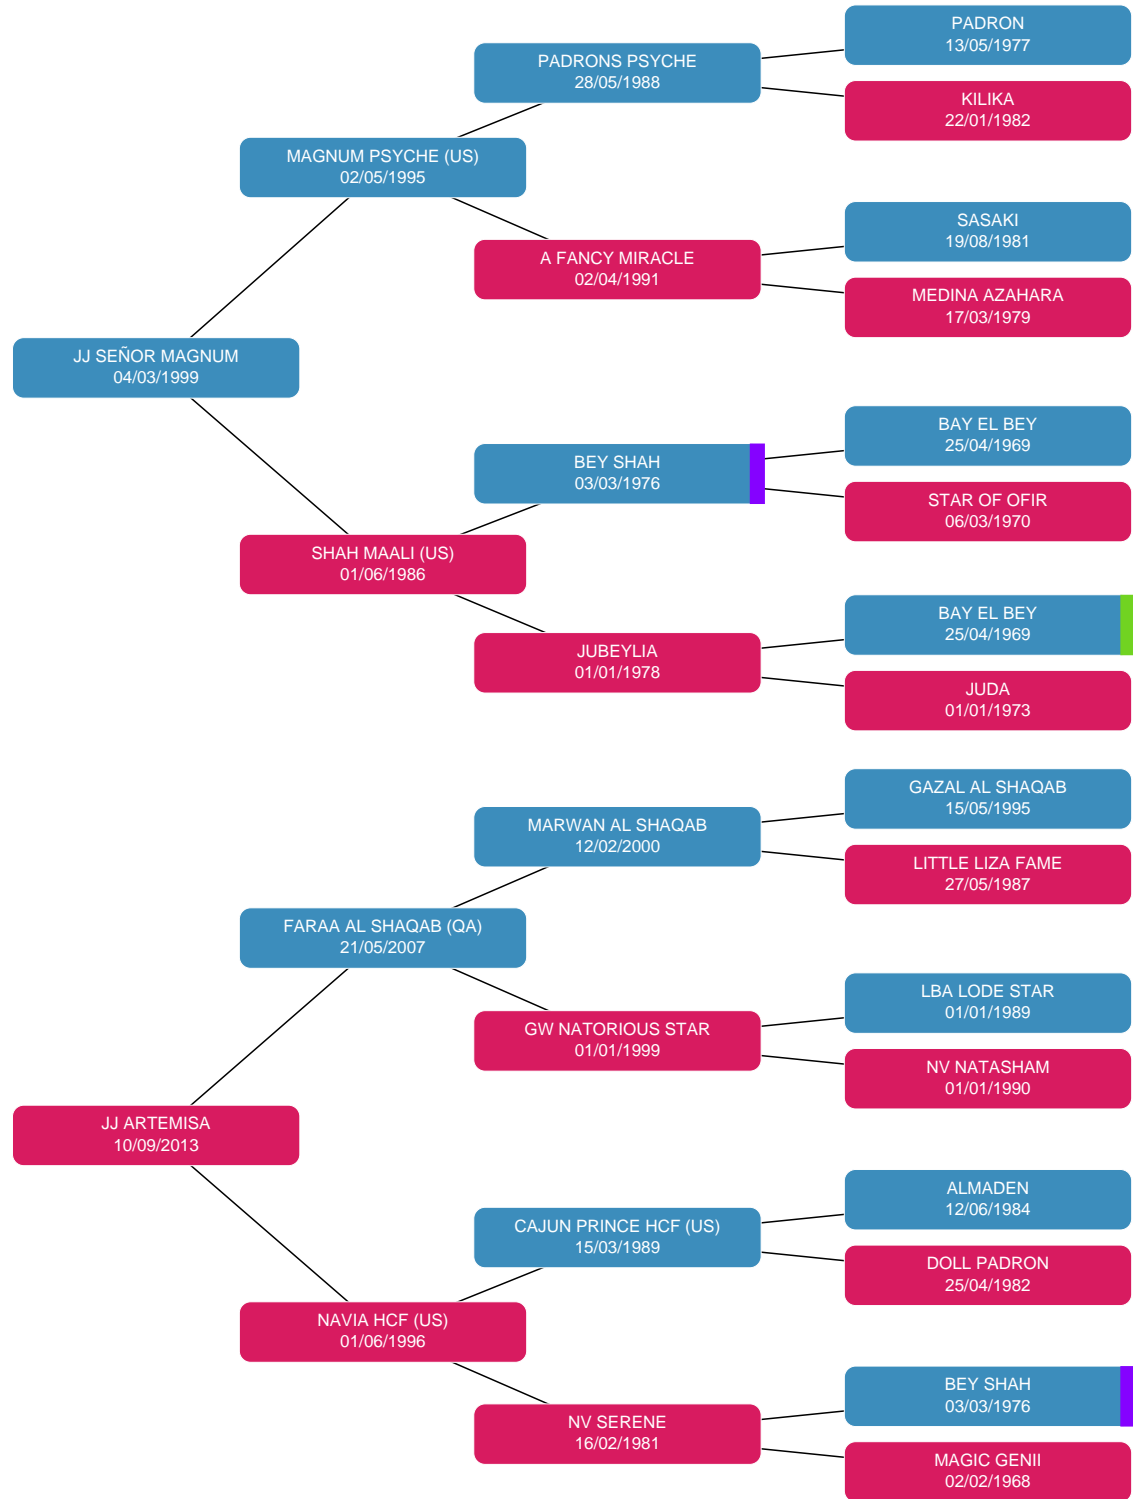 PADRON
13/05/1977
PADRONS PSYCHE
28/05/1988
KILIKA
22/01/1982
MAGNUM PSYCHE (US)
02/05/1995
SASAKI
19/08/1981
A FANCY MIRACLE
02/04/1991
MEDINA AZAHARA
17/03/1979
JJ SEÑOR MAGNUM
04/03/1999
BAY EL BEY
25/04/1969
BEY SHAH
03/03/1976
STAR OF OFIR
06/03/1970
SHAH MAALI (US)
01/06/1986
BAY EL BEY
25/04/1969
JUBEYLIA
01/01/1978
JUDA
01/01/1973
GAZAL AL SHAQAB
15/05/1995
MARWAN AL SHAQAB
12/02/2000
LITTLE LIZA FAME
27/05/1987
FARAA AL SHAQAB (QA)
21/05/2007
LBA LODE STAR
01/01/1989
GW NATORIOUS STAR
01/01/1999
NV NATASHAM
01/01/1990
JJ ARTEMISA
10/09/2013
ALMADEN
12/06/1984
CAJUN PRINCE HCF (US)
15/03/1989
DOLL PADRON
25/04/1982
NAVIA HCF (US)
01/06/1996
BEY SHAH
03/03/1976
NV SERENE
16/02/1981
MAGIC GENII
02/02/1968